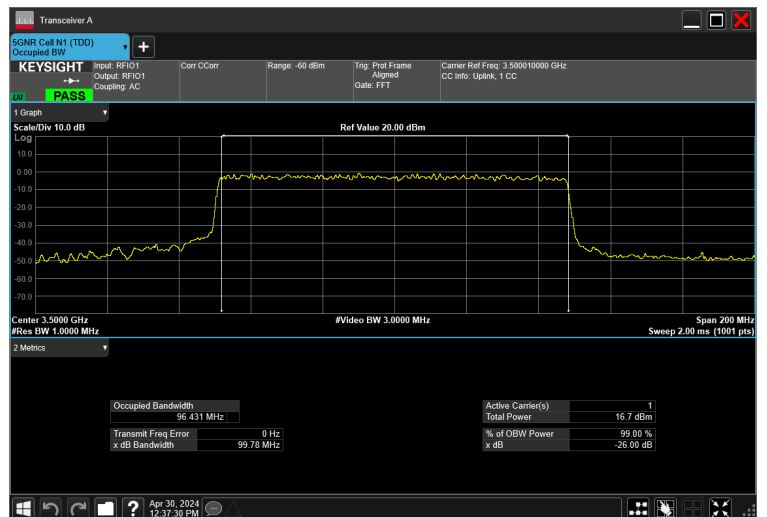 Transceiver A
5GNR Cell N1 (TDD)
Occupied BW
KEYSIGHT
LXI
PASS
Input: RFIO1
Output: RFIO1
Coupling: AC
Corr CCorr
Range: -60 dBm
Trig: Prot Frame
Aligned
Gate: FFT
Carrier Ref Freq: 3.500010000 GHz
CC Info: Uplink, 1 CC
1 Graph
Scale/Div 10.0 dB
Ref Value 20.00 dBm
Log
10.0
0.00
-10.0
-20.0
-30.0
-40.0
-50.0
-60.0
-70.0
Center 3.5000 GHz
#Video BW 3.0000 MHz
Span 200 MHz
#Res BW 1.0000 MHz
Sweep 2.00 ms (1001 pts)
2 Metrics
Occupied Bandwidth
96.431 MHz
Transmit Freq Error 0 Hz
x dB Bandwidth 99.78 MHz
Active Carrier(s) 1
Total Power 16.7 dBm
% of OBW Power 99.00 %
x dB -26.00 dB
?
Apr 30, 2024
12:37:30 PM